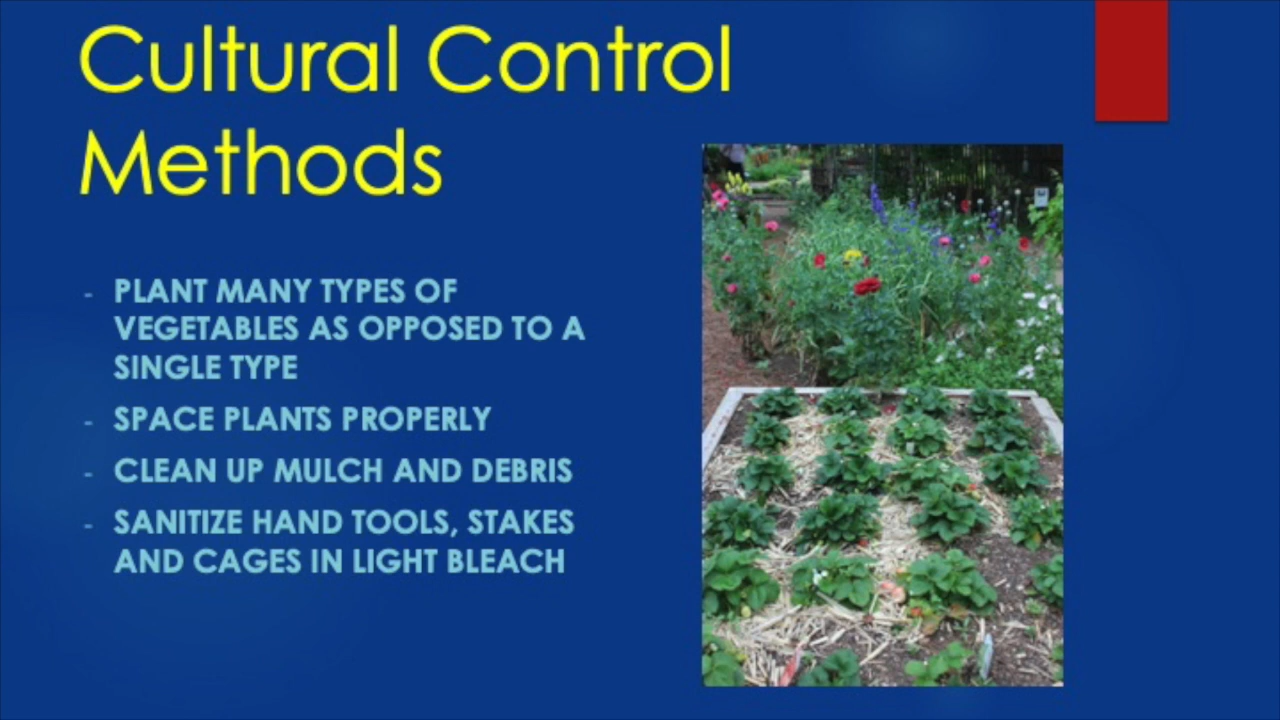 Cultural Control
Methods
- PLANT MANY TYPES OF
VEGETABLES AS OPPOSED TO A
SINGLE TYPE
- SPACE PLANTS PROPERLY
- CLEAN UP MULCH AND DEBRIS
- SANITIZE HAND TOOLS, STAKES
AND CAGES IN LIGHT BLEACH